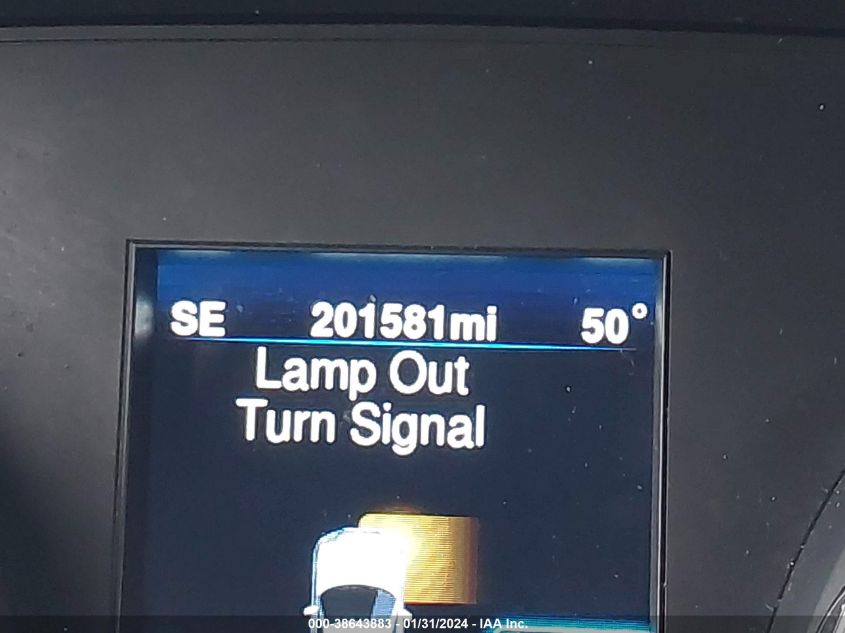 SE 201581mi 50°
Lamp Out
Turn Signal
000-38643883 - 01/31/2024 - IAA Inc.